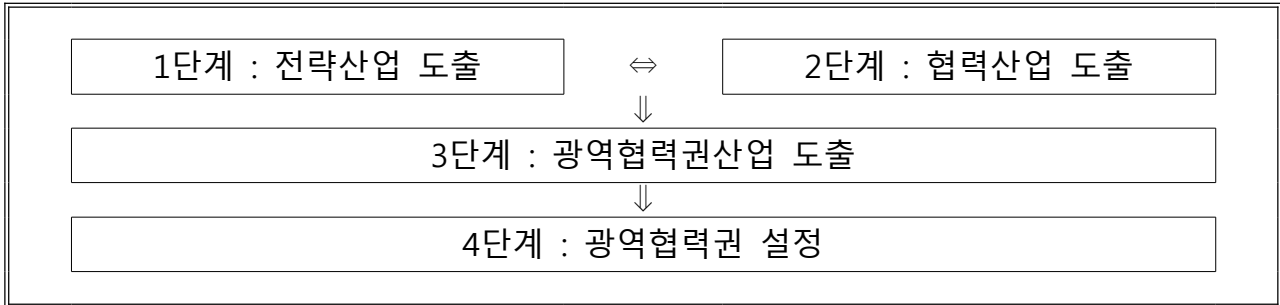 1단계 : 전략산업 도출 ⇔ 2단계 : 협력산업 도출
⇓
3단계 : 광역협력권산업 도출
⇓
4단계 : 광역협력권 설정